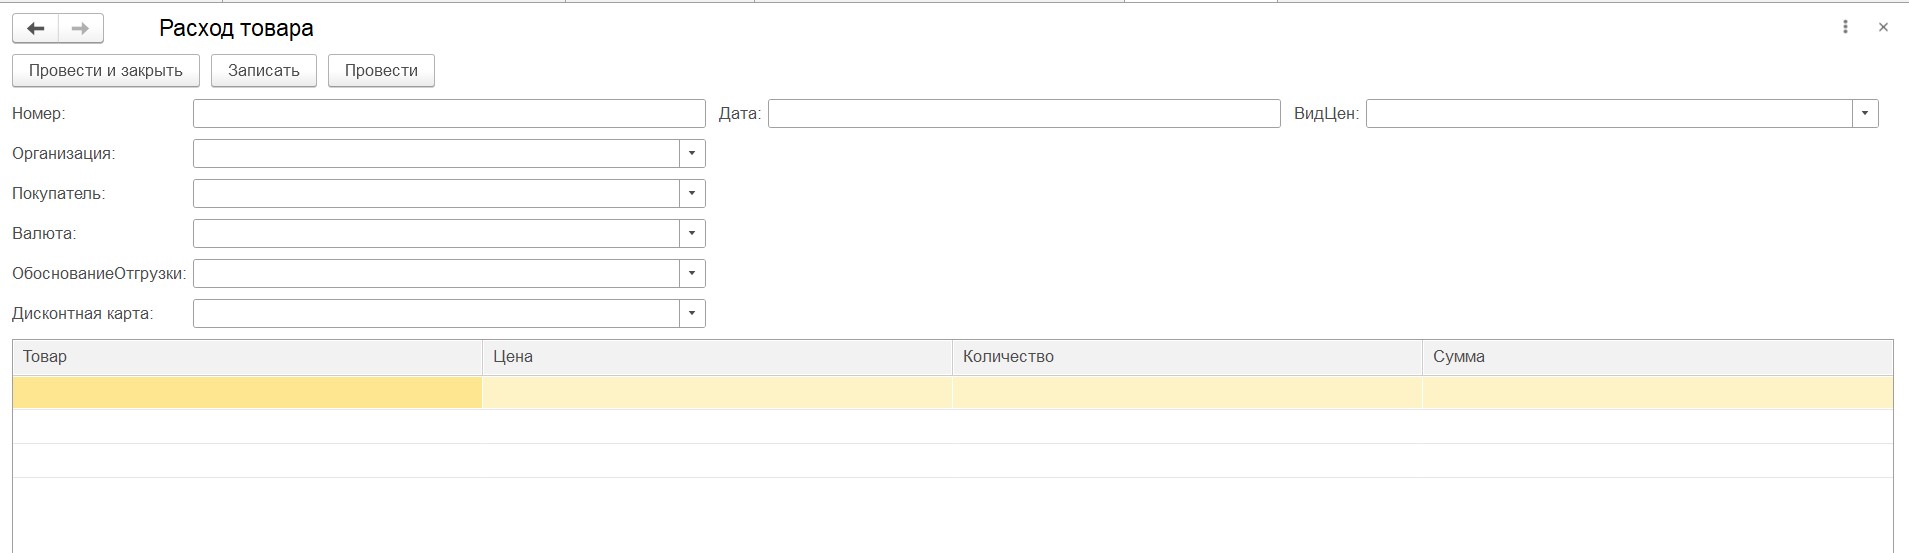 Расход товара
Провести и закрыть Записать Провести
Номер: Дата: ВидЦен:
Организация:
Покупатель:
Валюта:
ОбоснованиеОтгрузки:
Дисконтная карта:
Товар Цена Количество Сумма